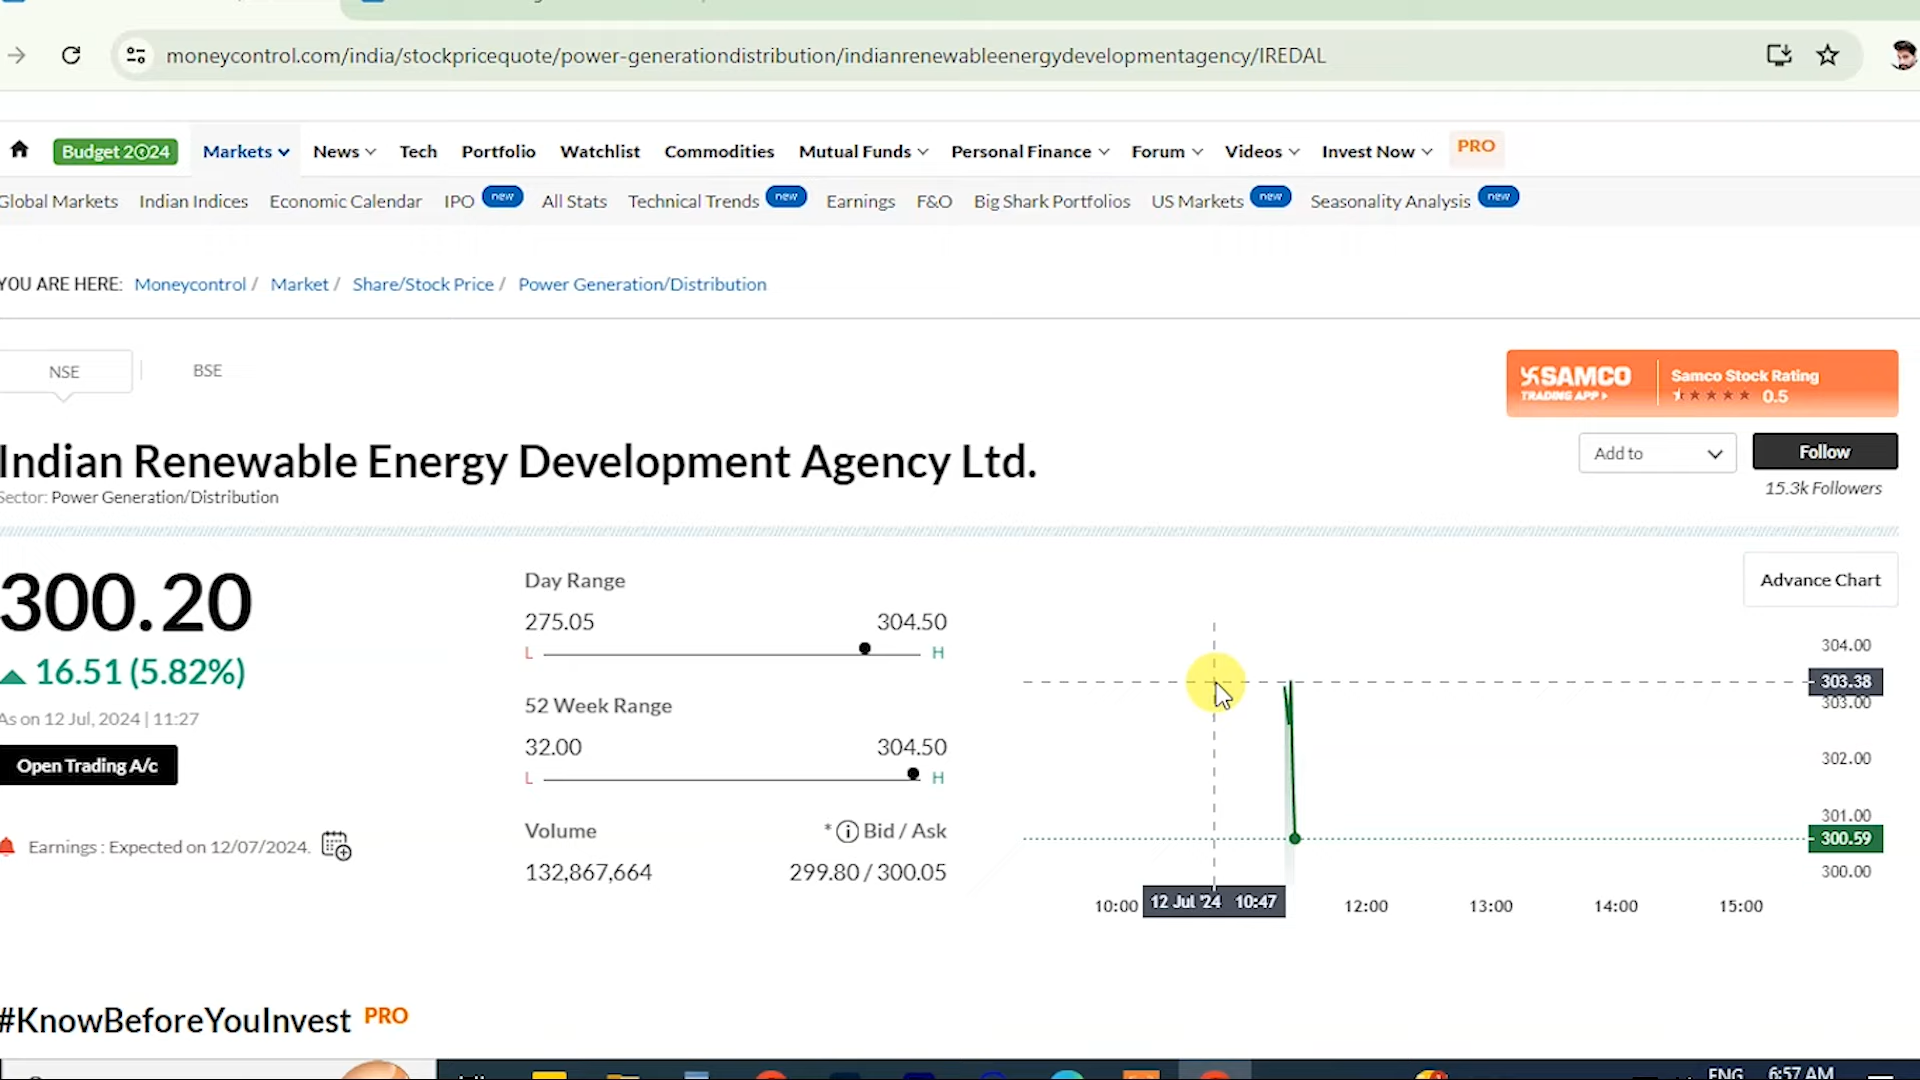 moneycontrol.com/india/stockpricequote/power-generationdistribution/indianrenewableenergydevelopmentagency/IREDAL
Budget 2024 Markets News Tech Portfolio Watchlist Commodities Mutual Funds Personal Finance Forum Videos Invest Now PRO
Global Markets Indian Indices Economic Calendar IPO new All Stats Technical Trends new Earnings F&O Big Shark Portfolios US Markets new Seasonality Analysis new
YOU ARE HERE: Moneycontrol / Market / Share/Stock Price / Power Generation/Distribution
NSE BSE
SAMCO
TRADING APP
Samco Stock Rating
0.5
Indian Renewable Energy Development Agency Ltd.
Sector: Power Generation/Distribution
Add to
Follow
15.3k Followers
300.20
16.51 (5.82%)
As on 12 Jul, 2024 | 11:27
Open Trading A/c
Earnings : Expected on 12/07/2024.
Day Range
275.05 304.50
L H
52 Week Range
32.00 304.50
L H
Volume * Bid / Ask
132,867,664 299.80 / 300.05
Advance Chart
304.00
303.38
303.00
302.00
301.00
300.59
300.00
10:00 12 Jul '24 10:47 12:00 13:00 14:00 15:00
#KnowBeforeYouInvest PRO
ENG 6:57 AM